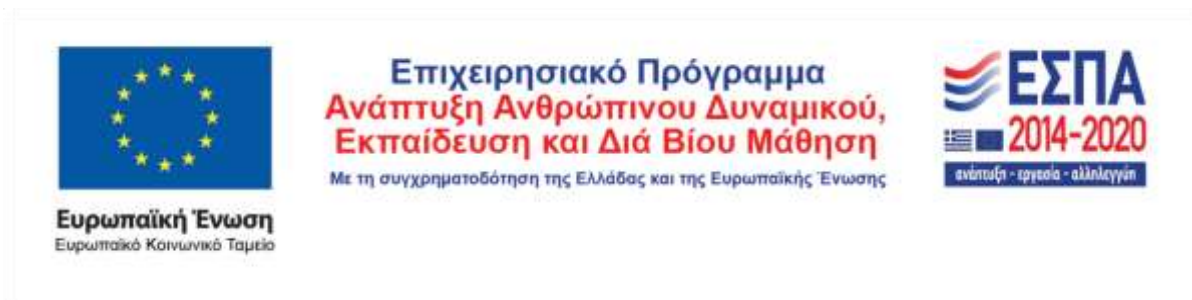 Ευρωπαϊκή Ένωση
Ευρωπαϊκό Κοινωνικό Ταμείο
Επιχειρησιακό Πρόγραμμα
Ανάπτυξη Ανθρώπινου Δυναμικού,
Εκπαίδευση και Διά Βίου Μάθηση
Με τη συγχρηματοδότηση της Ελλάδας και της Ευρωπαϊκής Ένωσης
ΕΣΠΑ
2014-2020
ανάπτυξη - εργασία - αλληλεγγύη